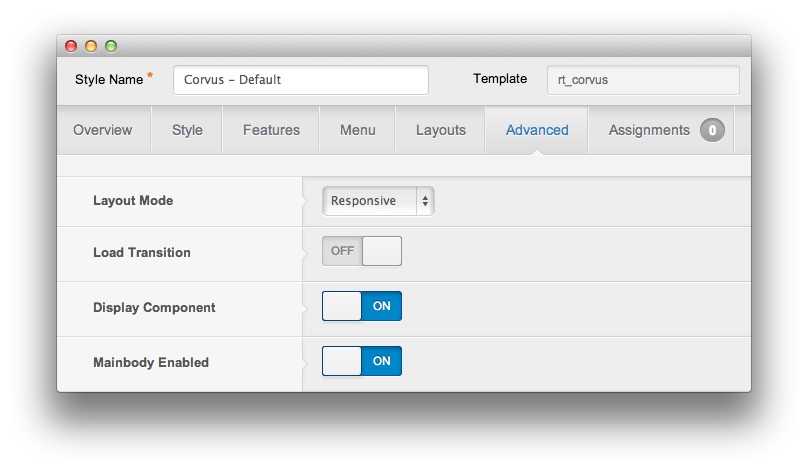 Style Name * Corvus - Default Template rt_corvus
Overview Style Features Menu Layouts Advanced Assignments 0
Layout Mode Responsive
Load Transition OFF
Display Component ON
Mainbody Enabled ON